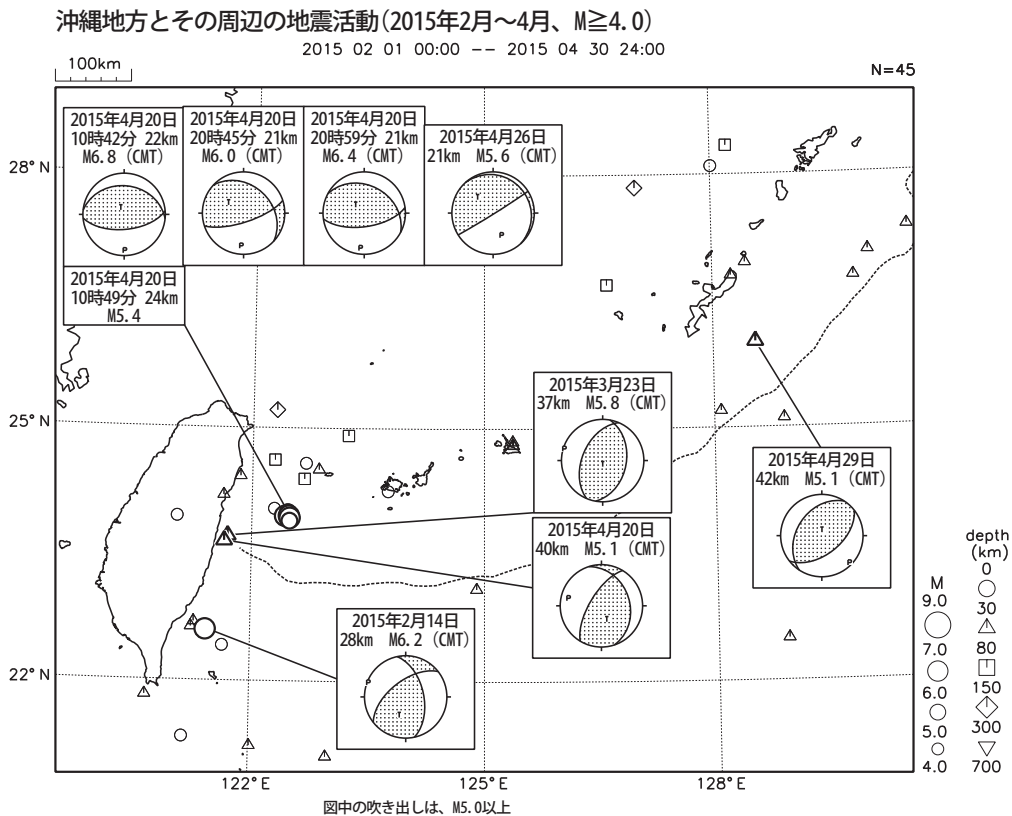 沖縄地方とその周辺の地震活動(2015年2月～4月、M≧4.0)
2015 02 01 00:00 -- 2015 04 30 24:00
100km
N=45
2015年4月20日
10時42分 22km
M6.8 (CMT)
T
P
2015年4月20日
20時45分 21km
M6.0 (CMT)
T
P
2015年4月20日
20時59分 21km
M6.4 (CMT)
T
P
2015年4月26日
21km M5.6 (CMT)
T
P
2015年4月20日
10時49分 24km
M5.4
28°N
25°N
22°N
2015年3月23日
37km M5.8 (CMT)
P
T
2015年4月29日
42km M5.1 (CMT)
T
P
2015年4月20日
40km M5.1 (CMT)
P
T
2015年2月14日
28km M6.2 (CMT)
P
T
M
9.0
7.0
6.0
5.0
4.0
depth
(km)
0
30
80
150
300
700
122°E
125°E
128°E
図中の吹き出しは、M5.0以上